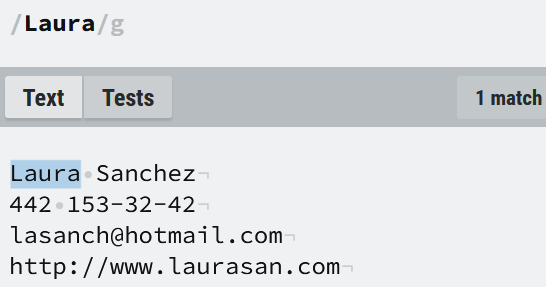 /Laura/g
Text Tests 1 match
Laura Sanchez
442 153-32-42
lasanch@hotmail.com
http://www.laurasan.com